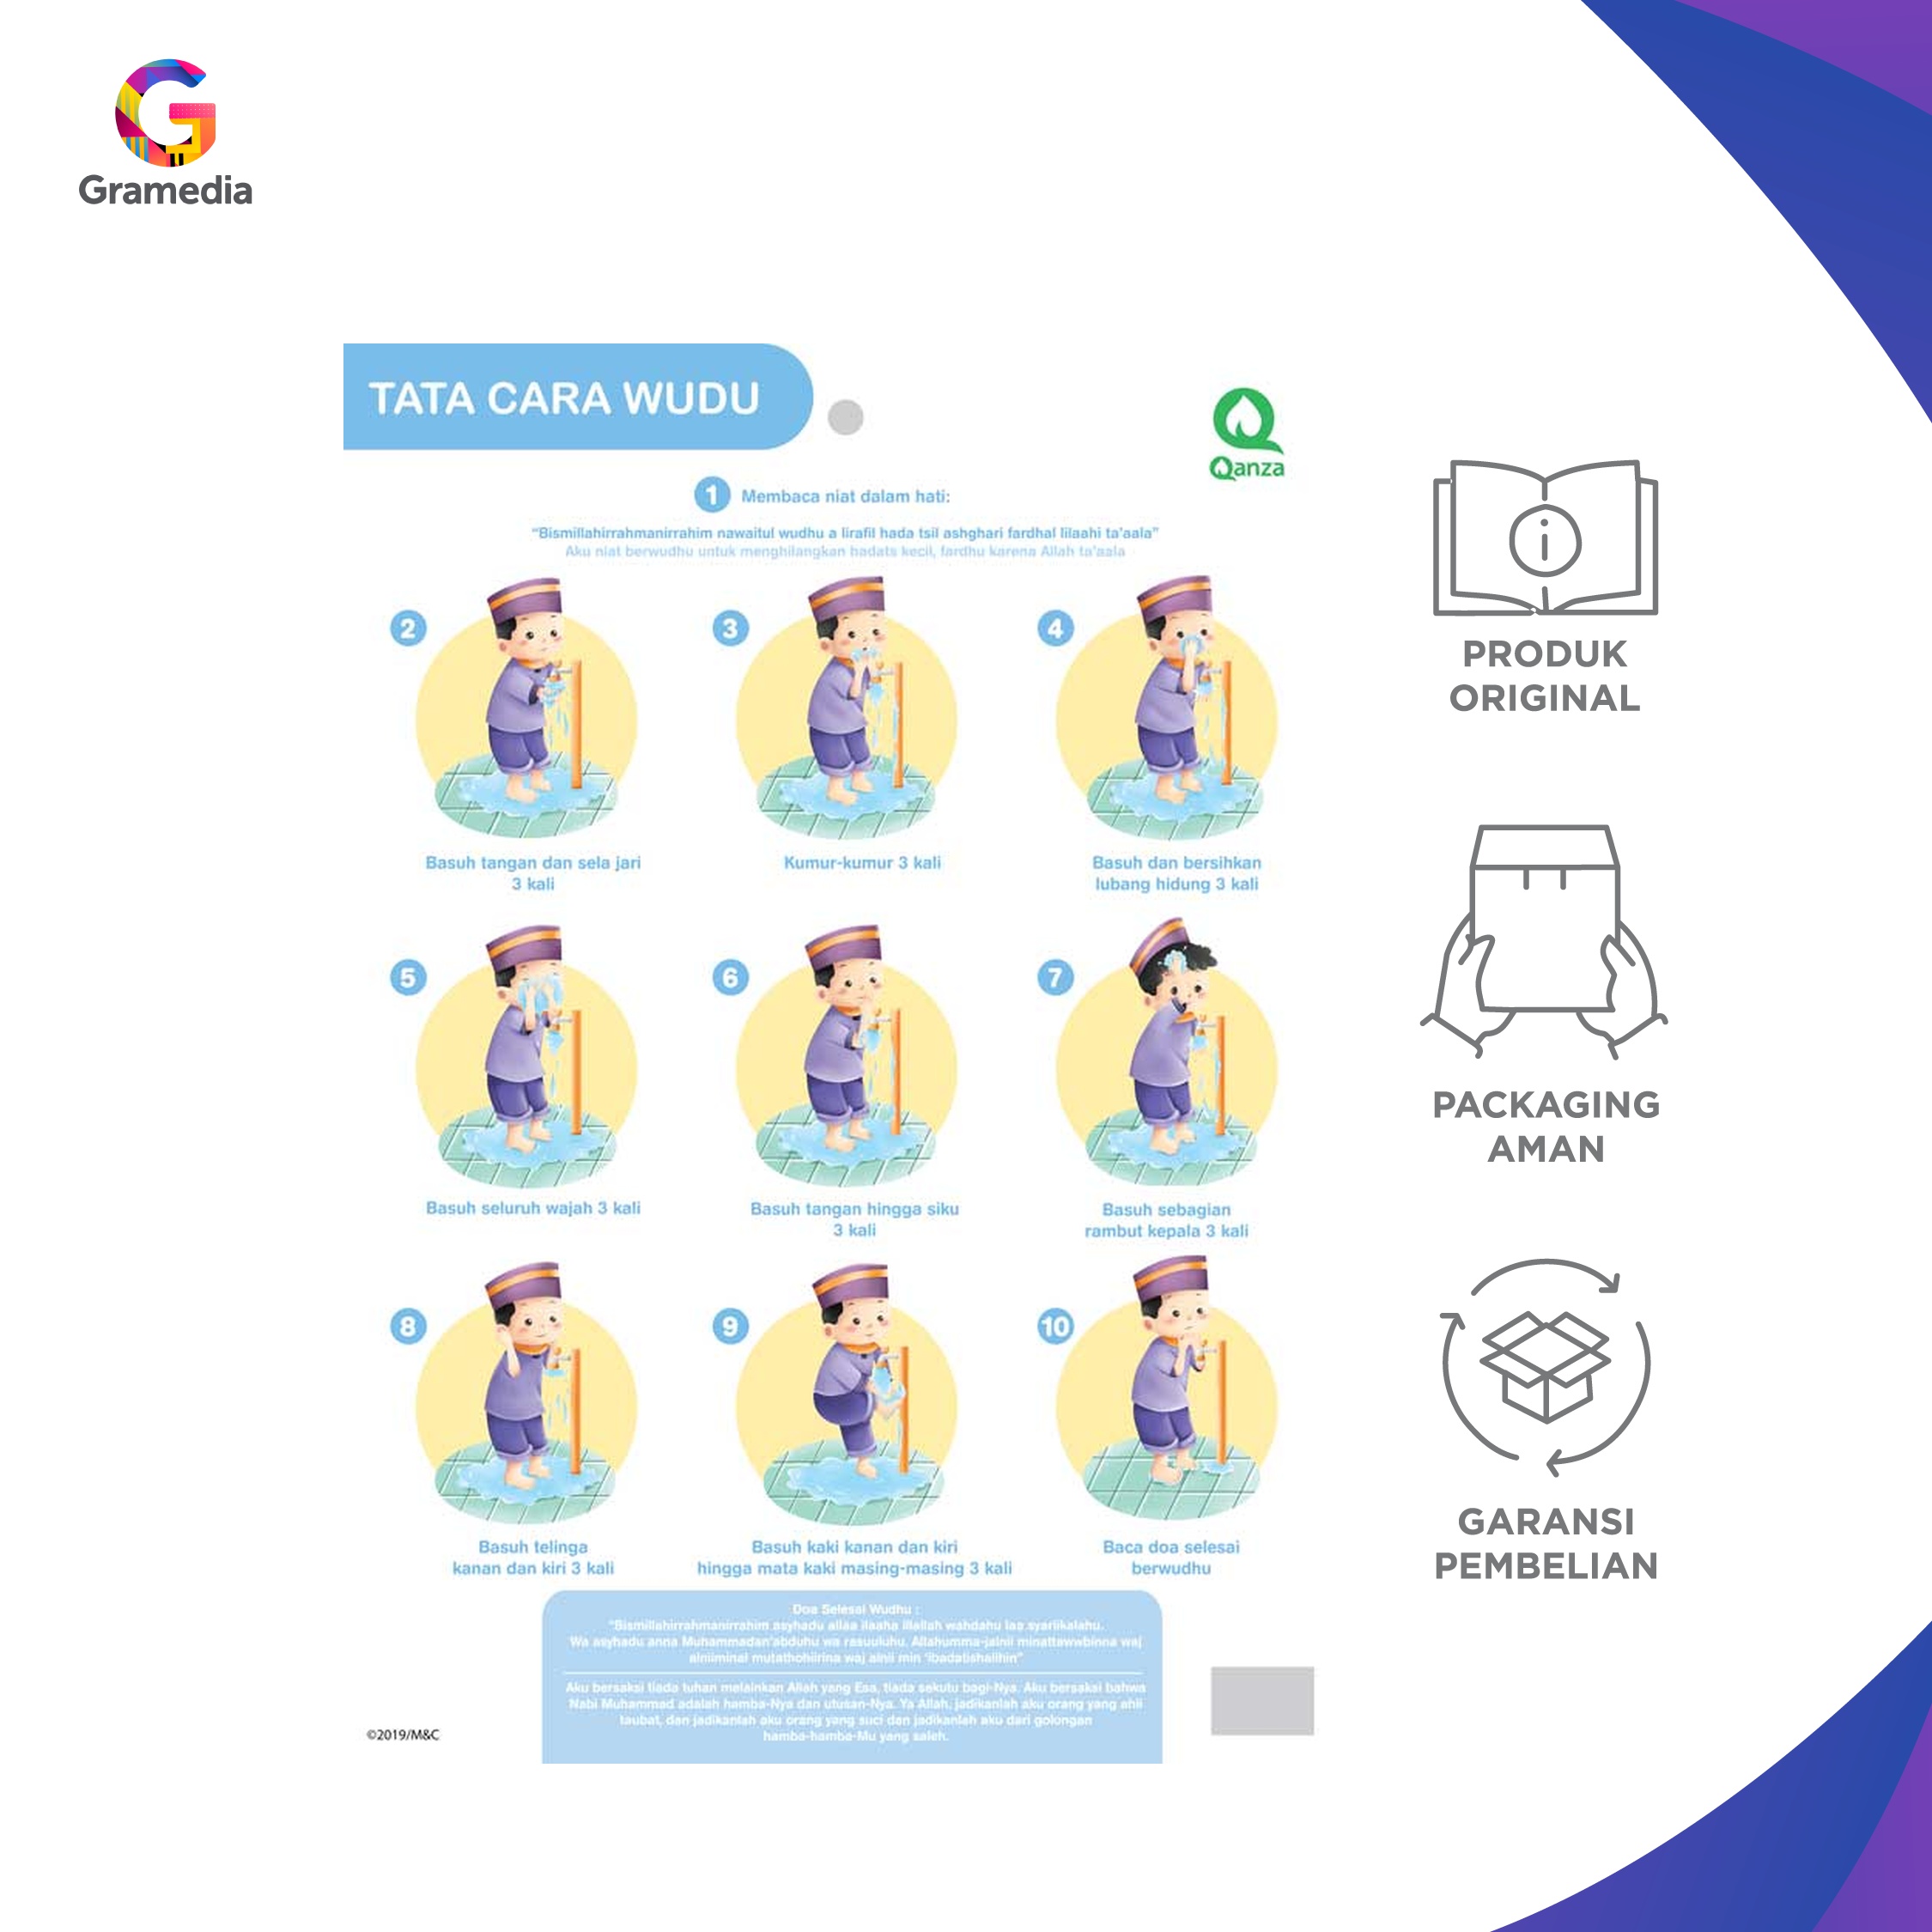 Gramedia
TATA CARA WUDU
Qanza
1 Membaca niat dalam hati:
"Bismillahirrahmanirrahim nawaitul wudhu a lirafil hada tsil ashghari fardhal lilaahi ta'aala"
Aku niat berwudhu untuk menghilangkan hadats kecil, fardhu karena Allah ta'aala
2
3
4
Basuh tangan dan sela jari
3 kali
Kumur-kumur 3 kali
Basuh dan bersihkan
lubang hidung 3 kali
5
6
7
Basuh seluruh wajah 3 kali
Basuh tangan hingga siku
3 kali
Basuh sebagian
rambut kepala 3 kali
8
9
10
Basuh telinga
kanan dan kiri 3 kali
Basuh kaki kanan dan kiri
hingga mata kaki masing-masing 3 kali
Baca doa selesai
berwudhu
Doa Selesai Wudhu :
"Bismillahirrahmanirrahim asyhadu allaa ilaaha illallah wahdahu laa syariikalahu.
Wa asyhadu anna Muhammadan'abduhu wa rasuuluhu. Allahumma-jalnii minattawwbinna waj
alniiminal mutathohiirina waj alnii min 'ibadatishalihin"
Aku bersaksi tiada tuhan melainkan Allah yang Esa, tiada sekutu bagi-Nya. Aku bersaksi bahwa
Nabi Muhammad adalah hamba-Nya dan utusan-Nya. Ya Allah, jadikanlah aku orang yang ahli
taubat, dan jadikanlah aku orang yang suci dan jadikanlah aku dari golongan
hamba-hamba-Mu yang saleh.
©2019/M&C
PRODUK
ORIGINAL
PACKAGING
AMAN
GARANSI
PEMBELIAN